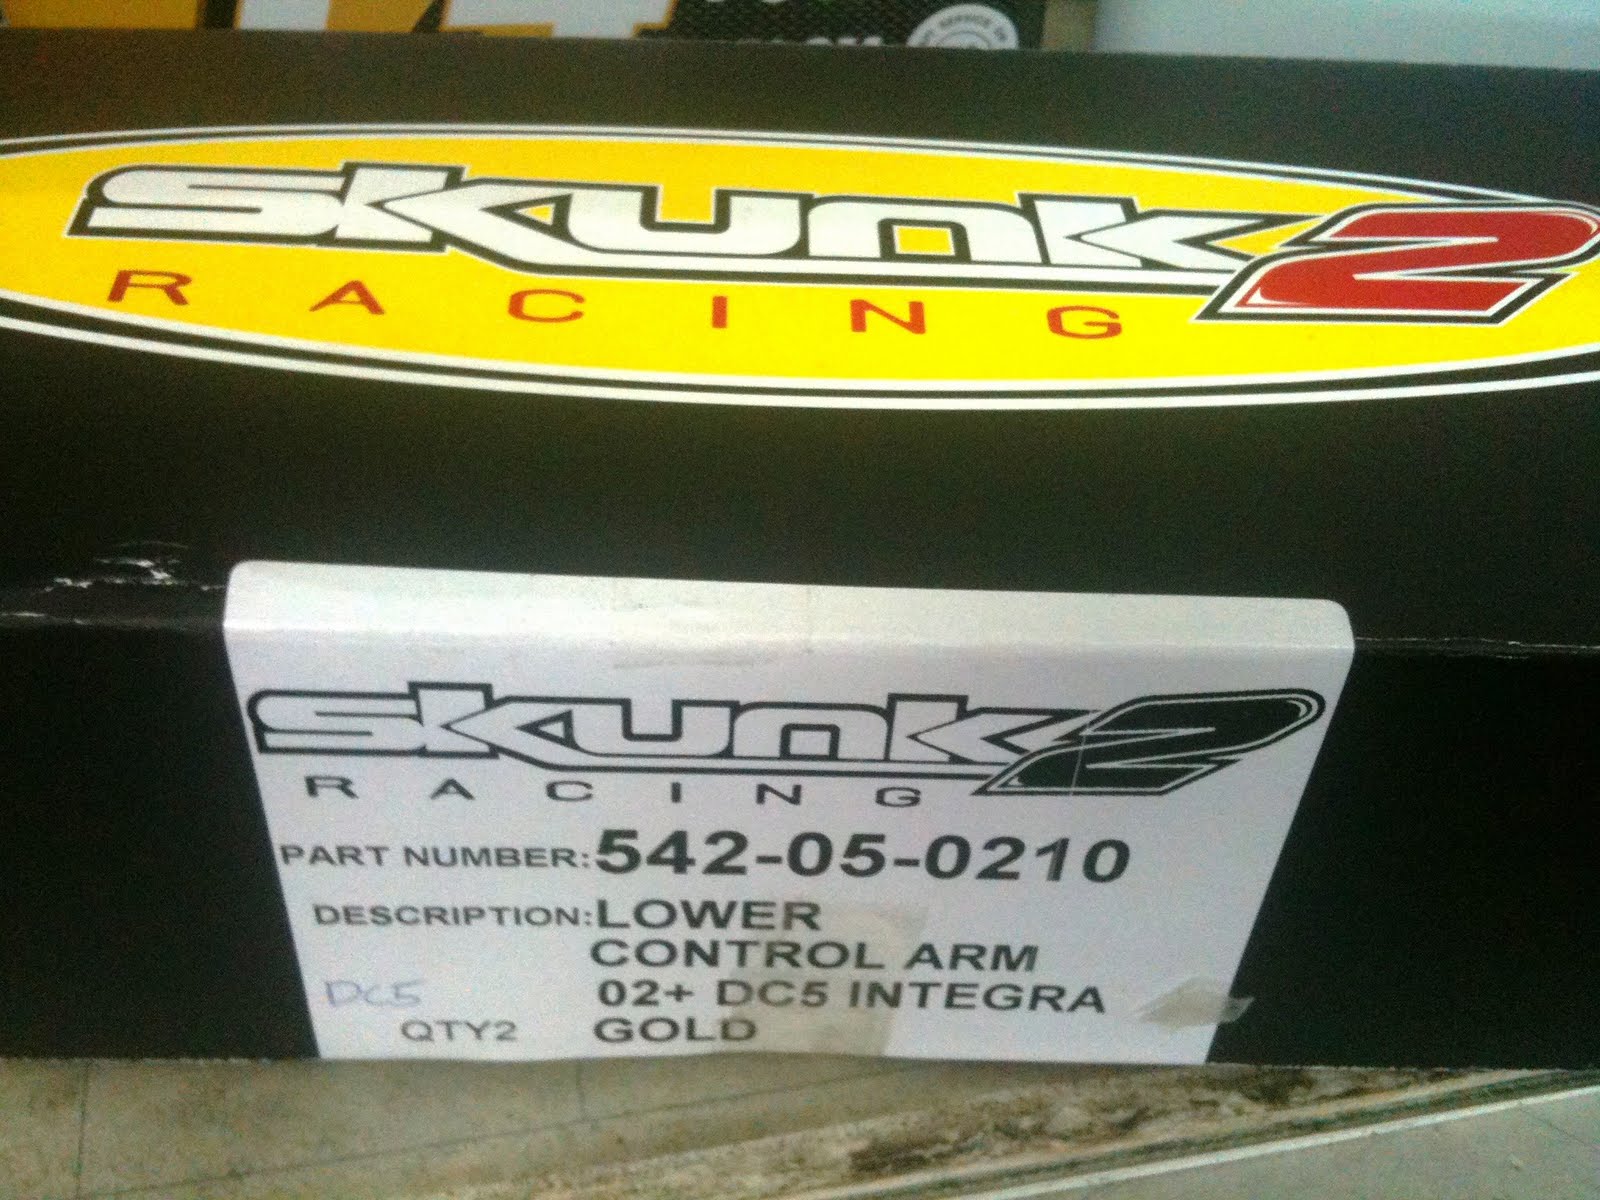 SERVICE
skunk2
RACING
skunk2
RACING
PART NUMBER: 542-05-0210
DESCRIPTION: LOWER
CONTROL ARM
DC5 02+ DC5 INTEGRA
QTY2 GOLD